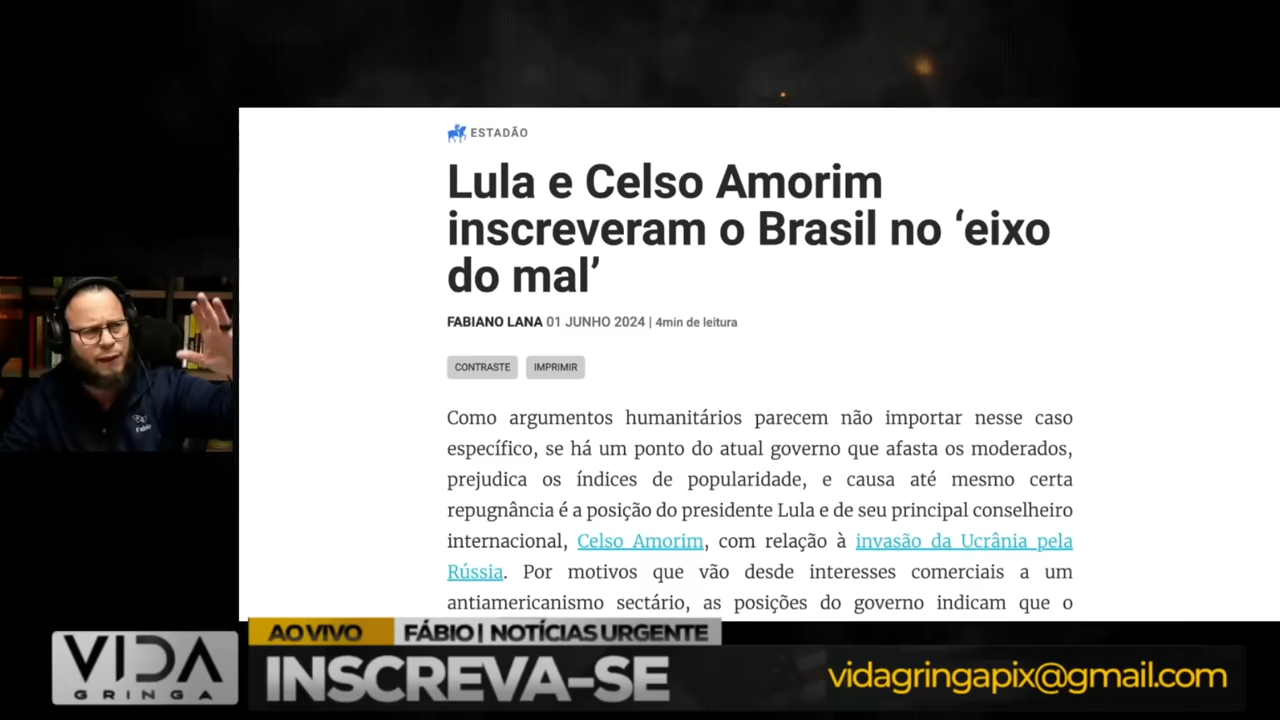 ESTADÃO
Lula e Celso Amorim
inscreveram o Brasil no ‘eixo
do mal’
FABIANO LANA 01 JUNHO 2024 | 4min de leitura
CONTRASTE IMPRIMIR
Como argumentos humanitários parecem não importar nesse caso
específico, se há um ponto do atual governo que afasta os moderados,
prejudica os índices de popularidade, e causa até mesmo certa
repugnância é a posição do presidente Lula e de seu principal conselheiro
internacional, Celso Amorim, com relação à invasão da Ucrânia pela
Rússia. Por motivos que vão desde interesses comerciais a um
antiamericanismo sectário, as posições do governo indicam que o
Fabio
AO VIVO FÁBIO | NOTÍCIAS URGENTE
VIDA
GRINGA
INSCREVA-SE
vidagringapix@gmail.com